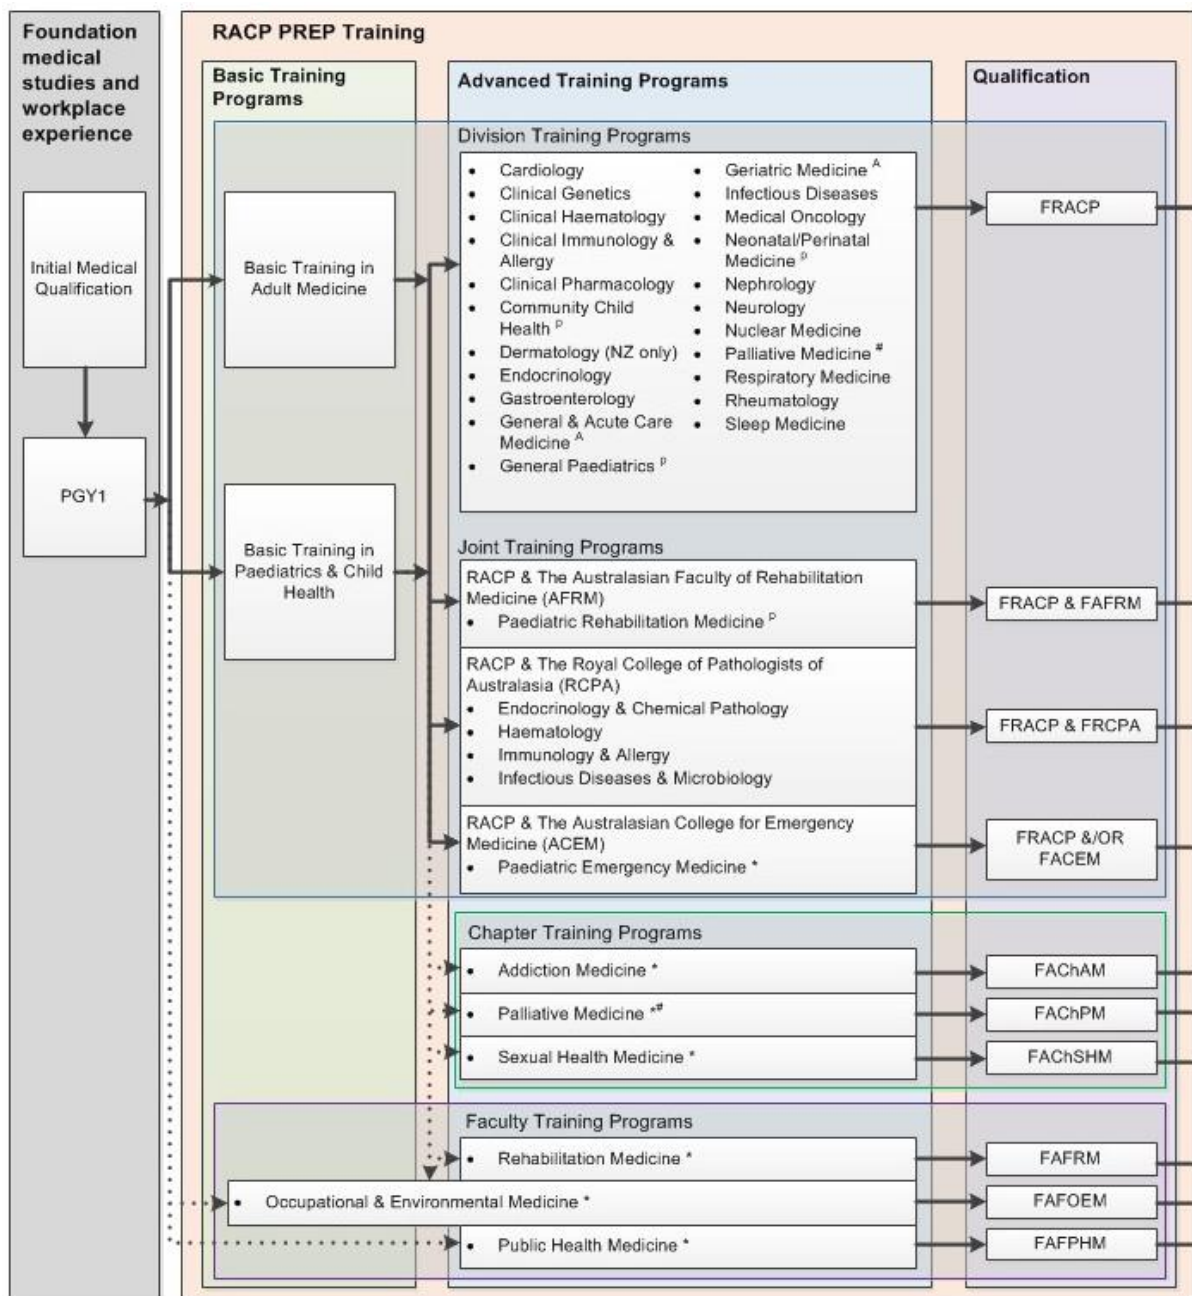 Foundation
medical
studies and
workplace
experience
Initial Medical
Qualification
PGY1
RACP PREP Training
Basic Training
Programs
Basic Training in
Adult Medicine
Basic Training in
Paediatrics & Child
Health
Advanced Training Programs
Division Training Programs
• Cardiology
• Clinical Genetics
• Clinical Haematology
• Clinical Immunology &
Allergy
• Clinical Pharmacology
• Community Child
Health ᵖ
• Dermatology (NZ only)
• Endocrinology
• Gastroenterology
• General & Acute Care
Medicine ᴬ
• General Paediatrics ᵖ
• Geriatric Medicine ᴬ
• Infectious Diseases
• Medical Oncology
• Neonatal/Perinatal
Medicine ᵖ
• Nephrology
• Neurology
• Nuclear Medicine
• Palliative Medicine #
• Respiratory Medicine
• Rheumatology
• Sleep Medicine
Joint Training Programs
RACP & The Australasian Faculty of Rehabilitation
Medicine (AFRM)
• Paediatric Rehabilitation Medicine ᵖ
RACP & The Royal College of Pathologists of
Australasia (RCPA)
• Endocrinology & Chemical Pathology
• Haematology
• Immunology & Allergy
• Infectious Diseases & Microbiology
RACP & The Australasian College for Emergency
Medicine (ACEM)
• Paediatric Emergency Medicine *
Chapter Training Programs
• Addiction Medicine *
• Palliative Medicine *#
• Sexual Health Medicine *
Faculty Training Programs
• Rehabilitation Medicine *
• Occupational & Environmental Medicine *
• Public Health Medicine *
Qualification
FRACP
FRACP & FAFRM
FRACP & FRCPA
FRACP &/OR
FACEM
FAChAM
FAChPM
FAChSHM
FAFRM
FAFOEM
FAFPHM